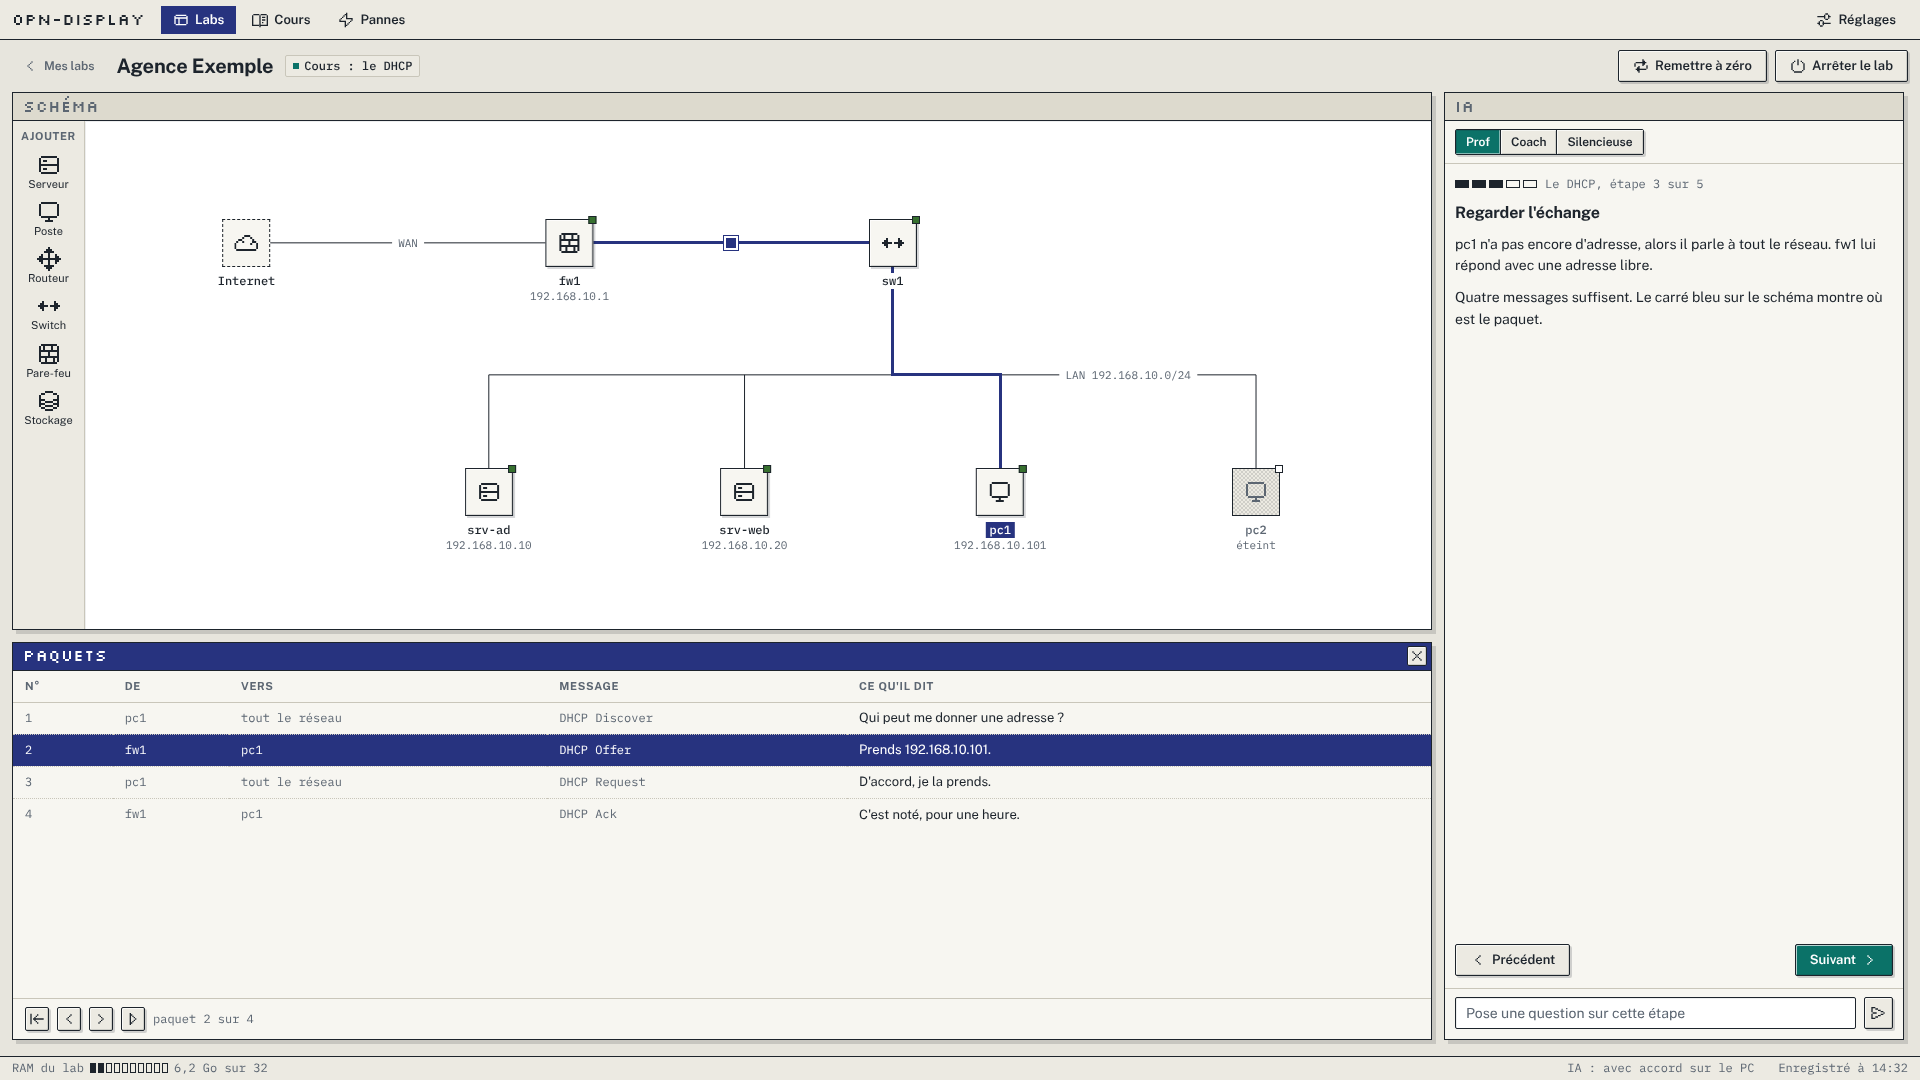 OPN-DISPLAY
Labs
Cours
Pannes
Réglages
Mes labs
Agence Exemple
Cours : le DHCP
Remettre à zéro
Arrêter le lab
SCHÉMA
AJOUTER
Serveur
Poste
Routeur
Switch
Pare-feu
Stockage
Internet
WAN
fw1
192.168.10.1
sw1
LAN 192.168.10.0/24
srv-ad
192.168.10.10
srv-web
192.168.10.20
pc1
192.168.10.101
pc2
éteint
PAQUETS
N° DE VERS MESSAGE CE QU'IL DIT
1 pc1 tout le réseau DHCP Discover Qui peut me donner une adresse ?
2 fw1 pc1 DHCP Offer Prends 192.168.10.101.
3 pc1 tout le réseau DHCP Request D'accord, je la prends.
4 fw1 pc1 DHCP Ack C'est noté, pour une heure.
paquet 2 sur 4
IA
Prof
Coach
Silencieuse
Le DHCP, étape 3 sur 5
Regarder l'échange
pc1 n'a pas encore d'adresse, alors il parle à tout le réseau. fw1 lui
répond avec une adresse libre.
Quatre messages suffisent. Le carré bleu sur le schéma montre où
est le paquet.
Précédent
Suivant
Pose une question sur cette étape
RAM du lab 6,2 Go sur 32
IA : avec accord sur le PC
Enregistré à 14:32